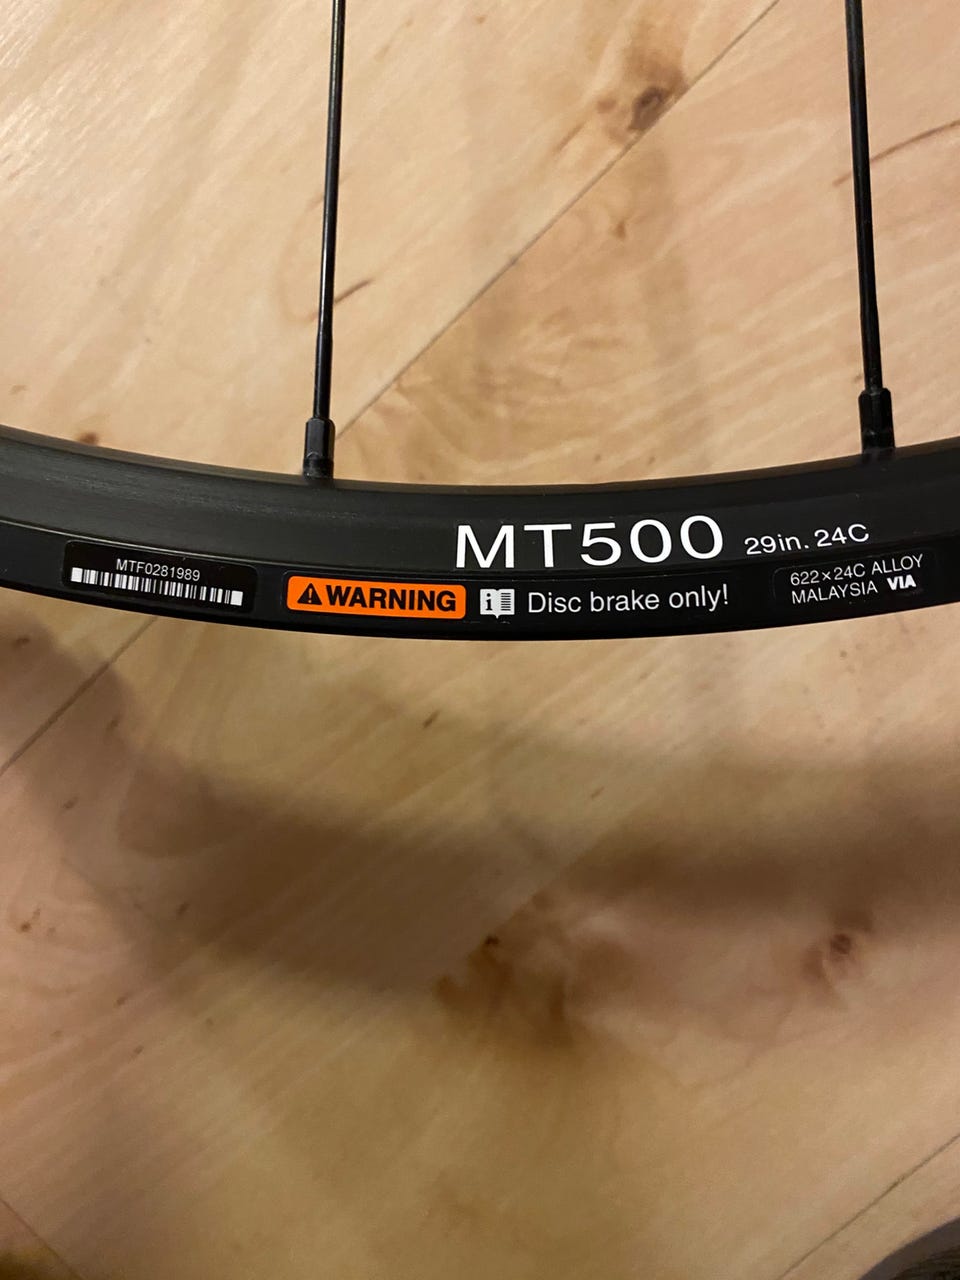 MT500 29in. 24C
MTF0281989
WARNING i Disc brake only!
622×24C ALLOY
MALAYSIA VIA